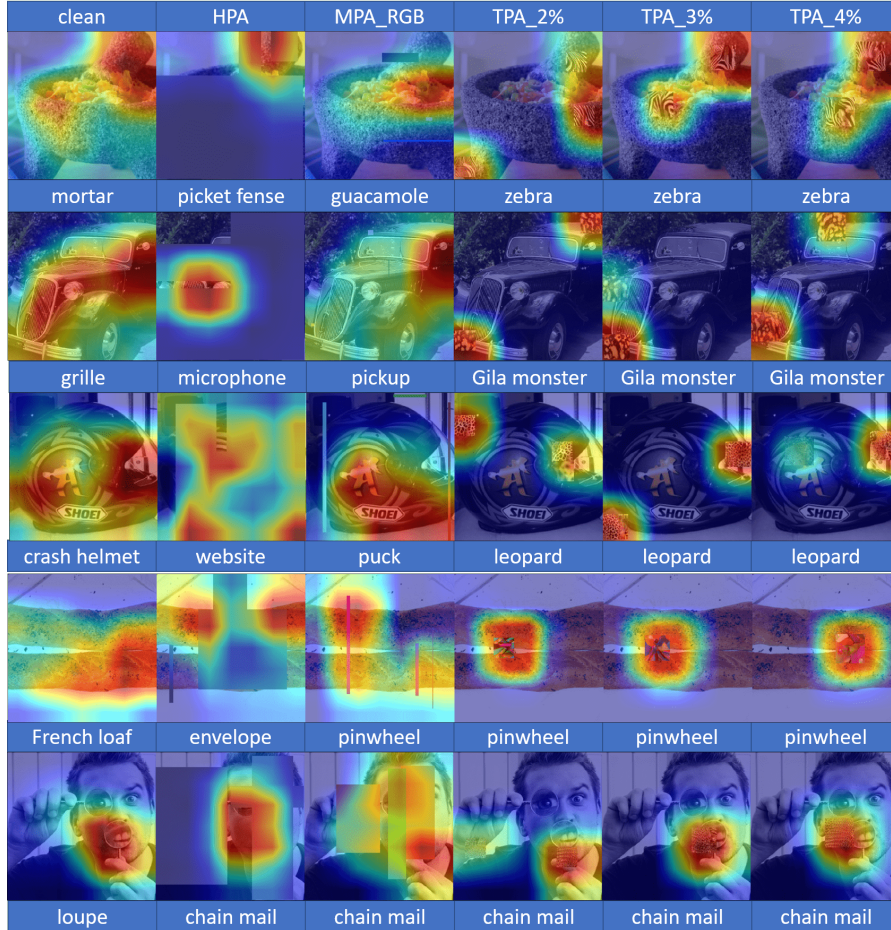 clean HPA MPA_RGB TPA_2% TPA_3% TPA_4%
mortar picket fense guacamole zebra zebra zebra
grille microphone pickup Gila monster Gila monster Gila monster
SHOEI SHOEI SHOEI SHOEI SHOEI
crash helmet website puck leopard leopard leopard
French loaf envelope pinwheel pinwheel pinwheel pinwheel
loupe chain mail chain mail chain mail chain mail chain mail